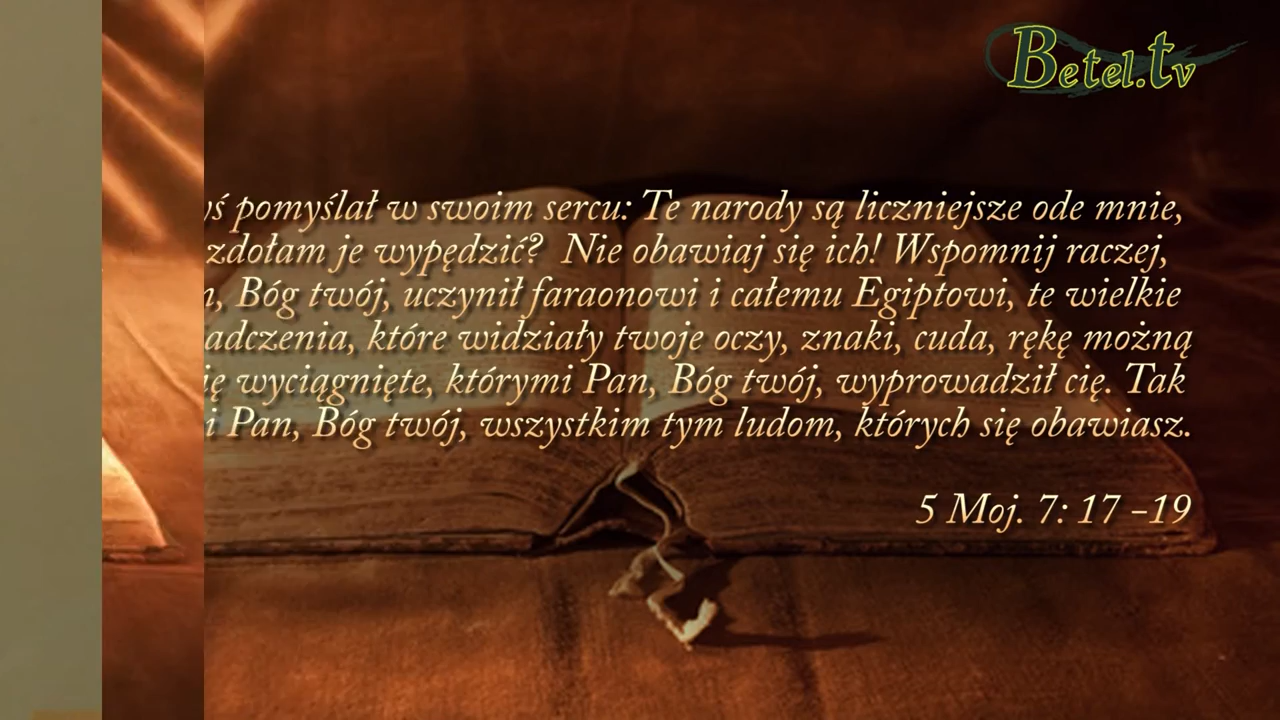 Betel.tv
pomyślał w swoim sercu: Te narody są liczniejsze ode mnie,
zdołam je wypędzić? Nie obawiaj się ich! Wspomnij raczej,
Bóg twój, uczynił faraonowi i całemu Egiptowi, te wielkie
które widziały twoje oczy, znaki, cuda, rękę możną
wyciągnięte, którymi Pan, Bóg twój, wyprowadził cię. Tak
Pan, Bóg twój, wszystkim tym ludom, których się obawiasz.
5 Moj. 7: 17 –19